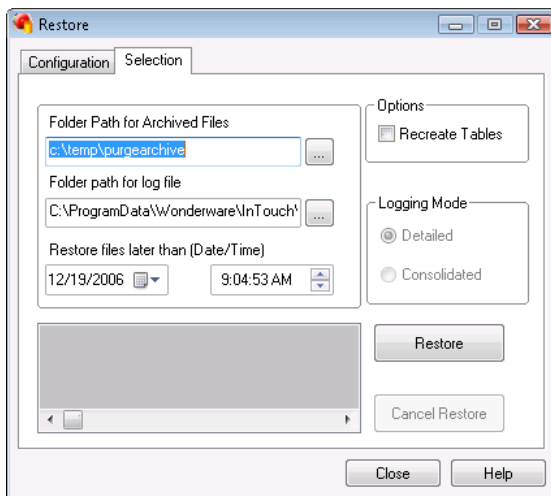 Restore
Configuration
Selection
Folder Path for Archived Files
c:\temp\purgearchive
...
Folder path for log file
C:\ProgramData\Wonderware\InTouch\
...
Restore files later than (Date/Time)
12/19/2006
9:04:53 AM
Options
Recreate Tables
Logging Mode
Detailed
Consolidated
Restore
Cancel Restore
Close
Help